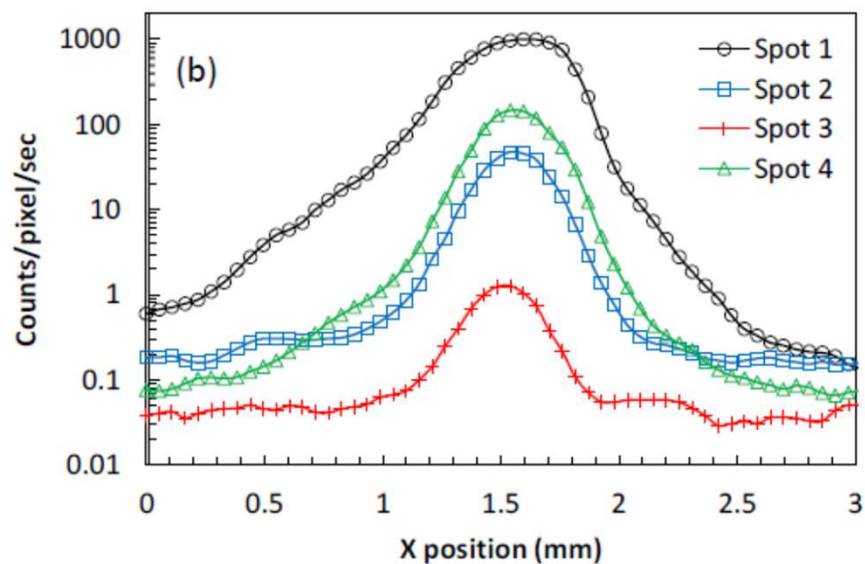 1000
100
10
1
0.1
0.01
Counts/pixel/sec
(b)
Spot 1
Spot 2
Spot 3
Spot 4
0 0.5 1 1.5 2 2.5 3
X position (mm)